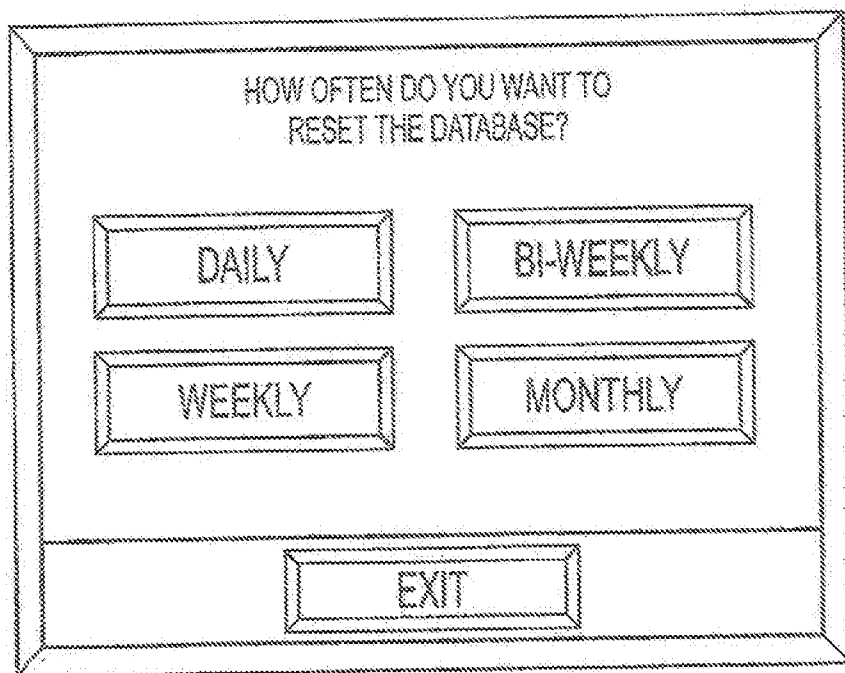 HOW OFTEN DO YOU WANT TO
RESET THE DATABASE?
DAILY
BI-WEEKLY
WEEKLY
MONTHLY
EXIT